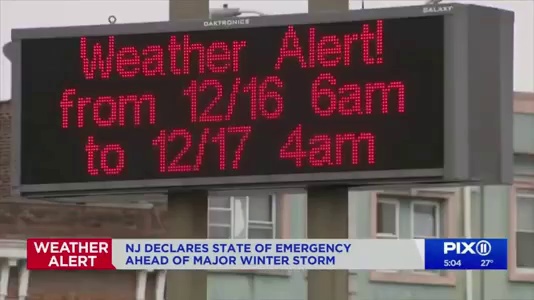 DAKTRONICS
GALAXY
Weather Alert!
from 12/16 6am
to 12/17 4am
WEATHER ALERT
NJ DECLARES STATE OF EMERGENCY
AHEAD OF MAJOR WINTER STORM
PIX11
5:04 27°